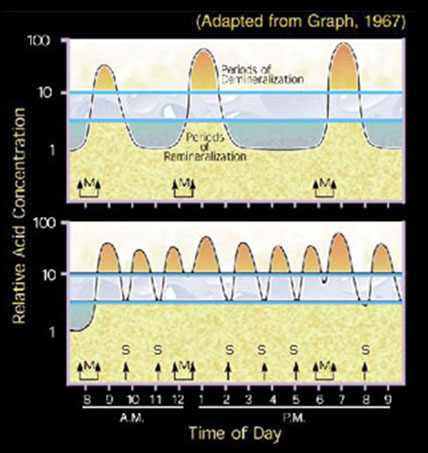 (Adapted from Graph, 1967)
100
10
1
Periods of
Demineralization
Periods
of
Remineralization
M M M
Relative Acid Concentration
100
10
1
S S S S S S
M M M
8 9 10 11 12 1 2 3 4 5 6 7 8 9
A.M. P.M.
Time of Day